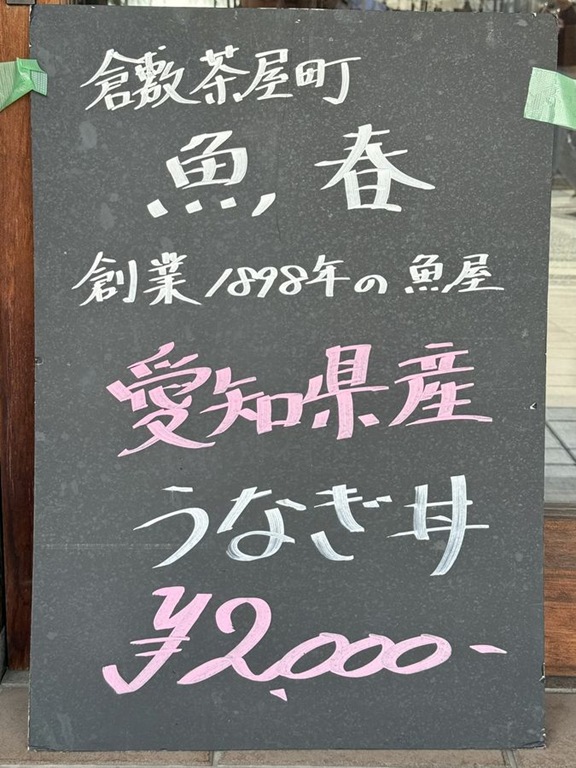 倉敷茶屋町
魚春
創業1898年の魚屋
愛知県産
うなぎ丼
¥2,000-